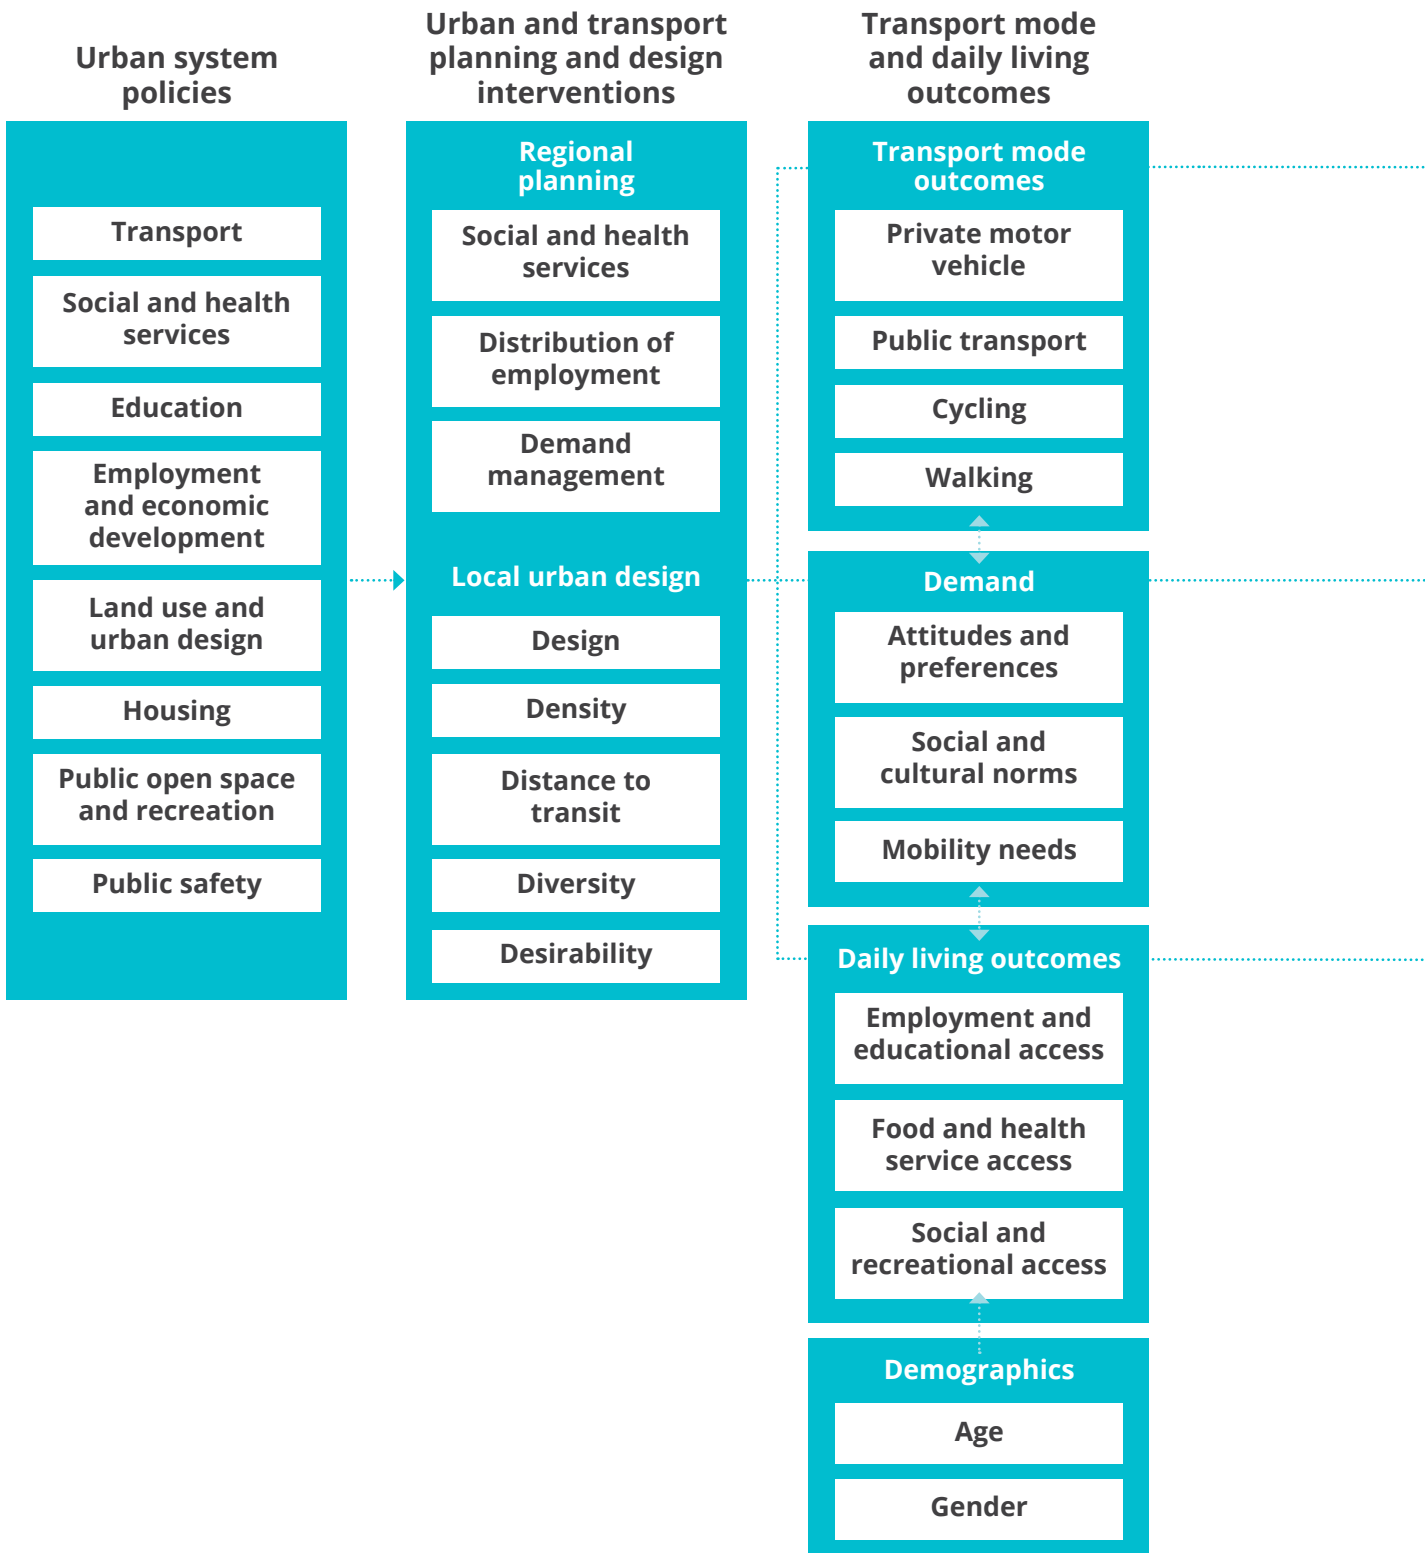 Urban system
policies
Transport
Social and health
services
Education
Employment
and economic
development
Land use and
urban design
Housing
Public open space
and recreation
Public safety
Urban and transport
planning and design
interventions
Regional
planning
Social and health
services
Distribution of
employment
Demand
management
Local urban design
Design
Density
Distance to
transit
Diversity
Desirability
Transport mode
and daily living
outcomes
Transport mode
outcomes
Private motor
vehicle
Public transport
Cycling
Walking
Demand
Attitudes and
preferences
Social and
cultural norms
Mobility needs
Daily living outcomes
Employment and
educational access
Food and health
service access
Social and
recreational access
Demographics
Age
Gender